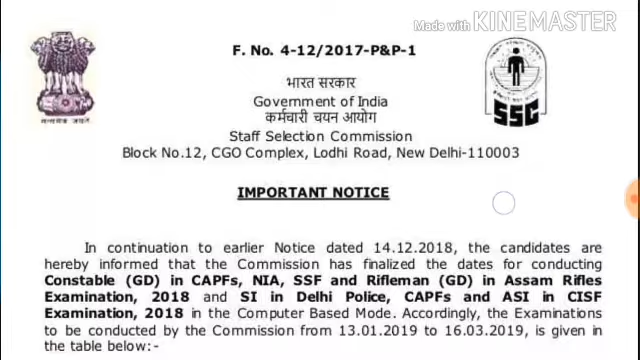 Made with KINEMASTER
F. No. 4-12/2017-P&P-1
भारत सरकार
Government of India
कर्मचारी चयन आयोग
Staff Selection Commission
Block No.12, CGO Complex, Lodhi Road, New Delhi-110003
सत्यमेव जयते
SSC
IMPORTANT NOTICE
In continuation to earlier Notice dated 14.12.2018, the candidates are
hereby informed that the Commission has finalized the dates for conducting
Constable (GD) in CAPFs, NIA, SSF and Rifleman (GD) in Assam Rifles
Examination, 2018 and SI in Delhi Police, CAPFs and ASI in CISF
Examination, 2018 in the Computer Based Mode. Accordingly, the Examinations
to be conducted by the Commission from 13.01.2019 to 16.03.2019, is given in
the table below:-